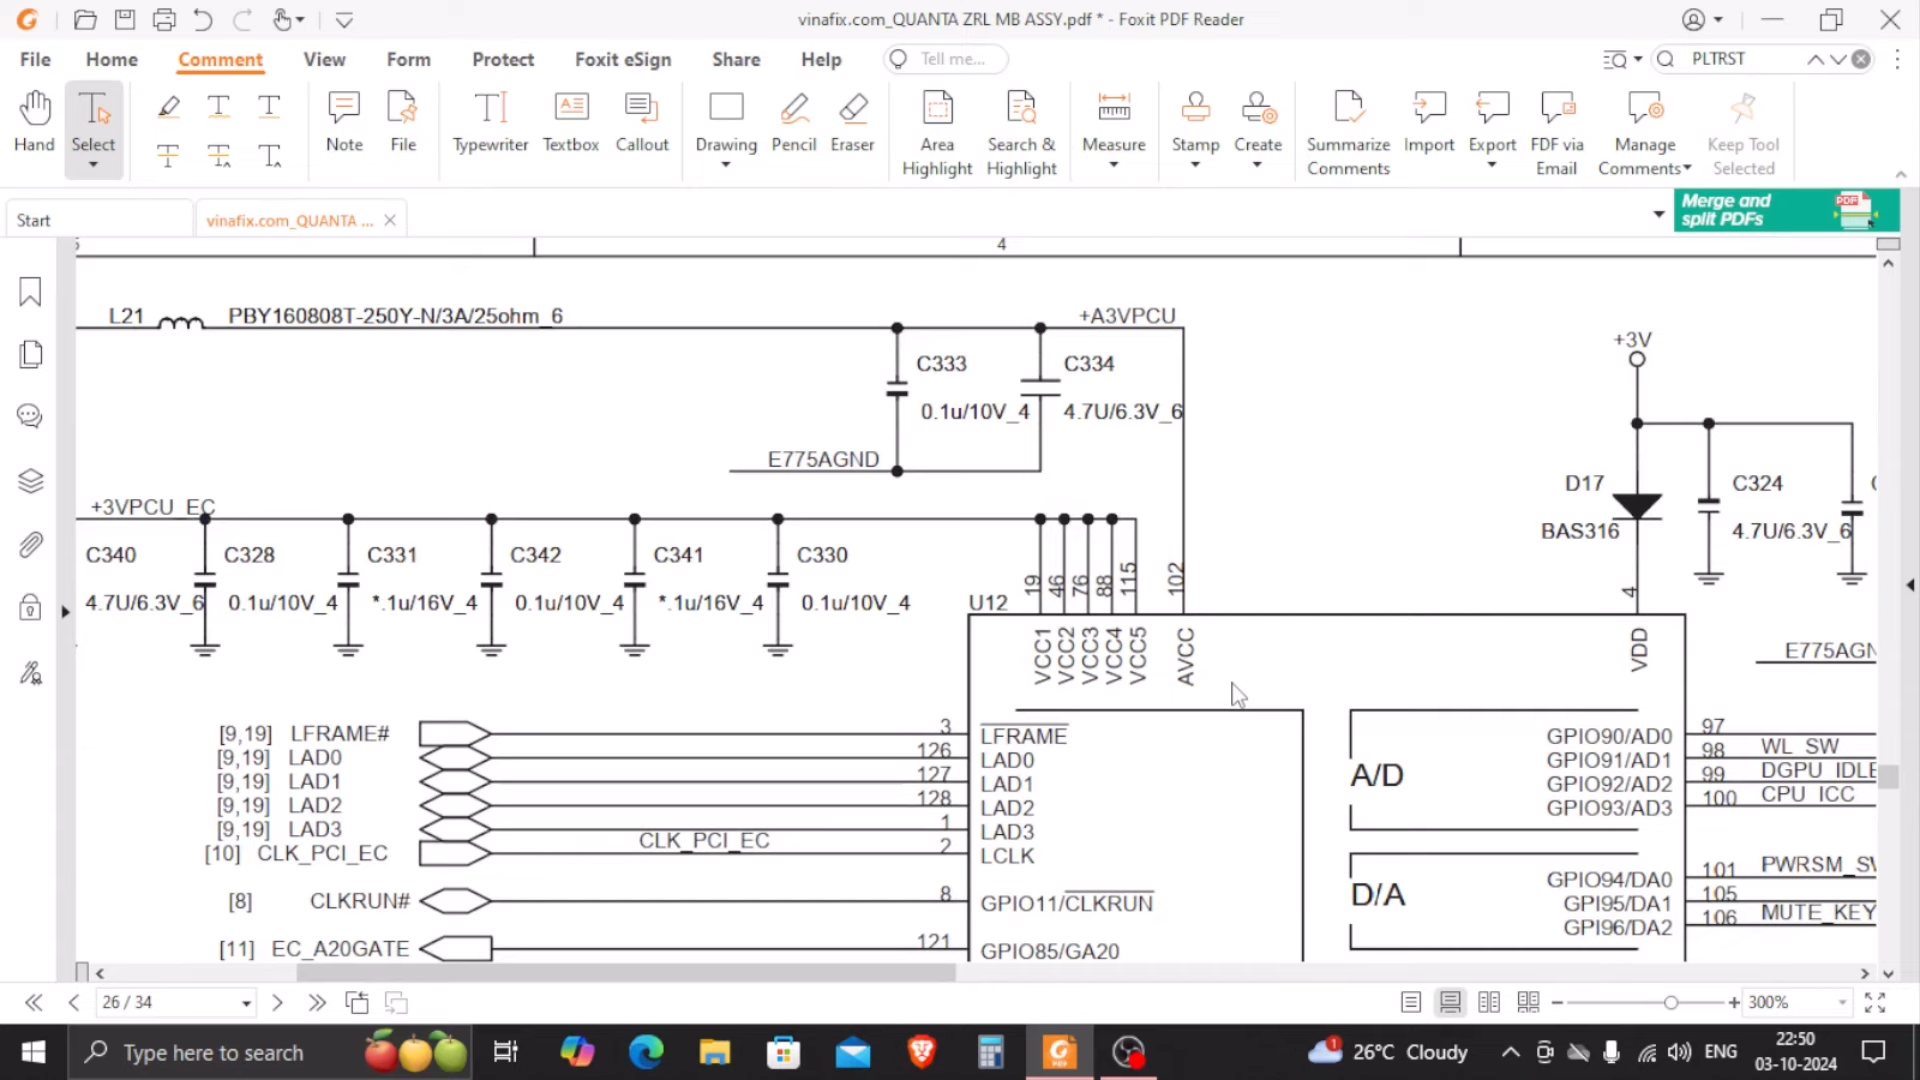 vinafix.com_QUANTA ZRL MB ASSY.pdf * - Foxit PDF Reader
File Home Comment View Form Protect Foxit eSign Share Help Tell me... PLTRST
Hand Select Note File Typewriter Textbox Callout Drawing Pencil Eraser Area Highlight Search & Highlight Measure Stamp Create Summarize Comments Import Export FDF via Email Manage Comments Keep Tool Selected
Start vinafix.com_QUANTA ... Merge and split PDFs
4
L21 PBY160808T-250Y-N/3A/25ohm_6 +A3VPCU
+3V
C333 C334
0.1u/10V_4 4.7U/6.3V_6
E775AGND
D17 C324
+3VPCU_EC
BAS316 4.7U/6.3V_6
C340 C328 C331 C342 C341 C330
4.7U/6.3V_6 0.1u/10V_4 *.1u/16V_4 0.1u/10V_4 *.1u/16V_4 0.1u/10V_4
19 46 76 88 115 102 4
U12
VCC1 VCC2 VCC3 VCC4 VCC5 AVCC VDD
E775AGN
[9,19] LFRAME# 3 LFRAME GPIO90/AD0 97
[9,19] LAD0 126 LAD0 GPIO91/AD1 98 WL_SW
[9,19] LAD1 127 LAD1 A/D GPIO92/AD2 99 DGPU_IDLE
[9,19] LAD2 128 LAD2 GPIO93/AD3 100 CPU_ICC
[9,19] LAD3 1 LAD3
[10] CLK_PCI_EC CLK_PCI_EC 2 LCLK
GPIO94/DA0 101 PWRSM_SW
[8] CLKRUN# 8 GPIO11/CLKRUN D/A GPI95/DA1 105
GPI96/DA2 106 MUTE_KEY
[11] EC_A20GATE 121 GPIO85/GA20
26 / 34 300%
Type here to search 1 26°C Cloudy ENG 22:50
03-10-2024